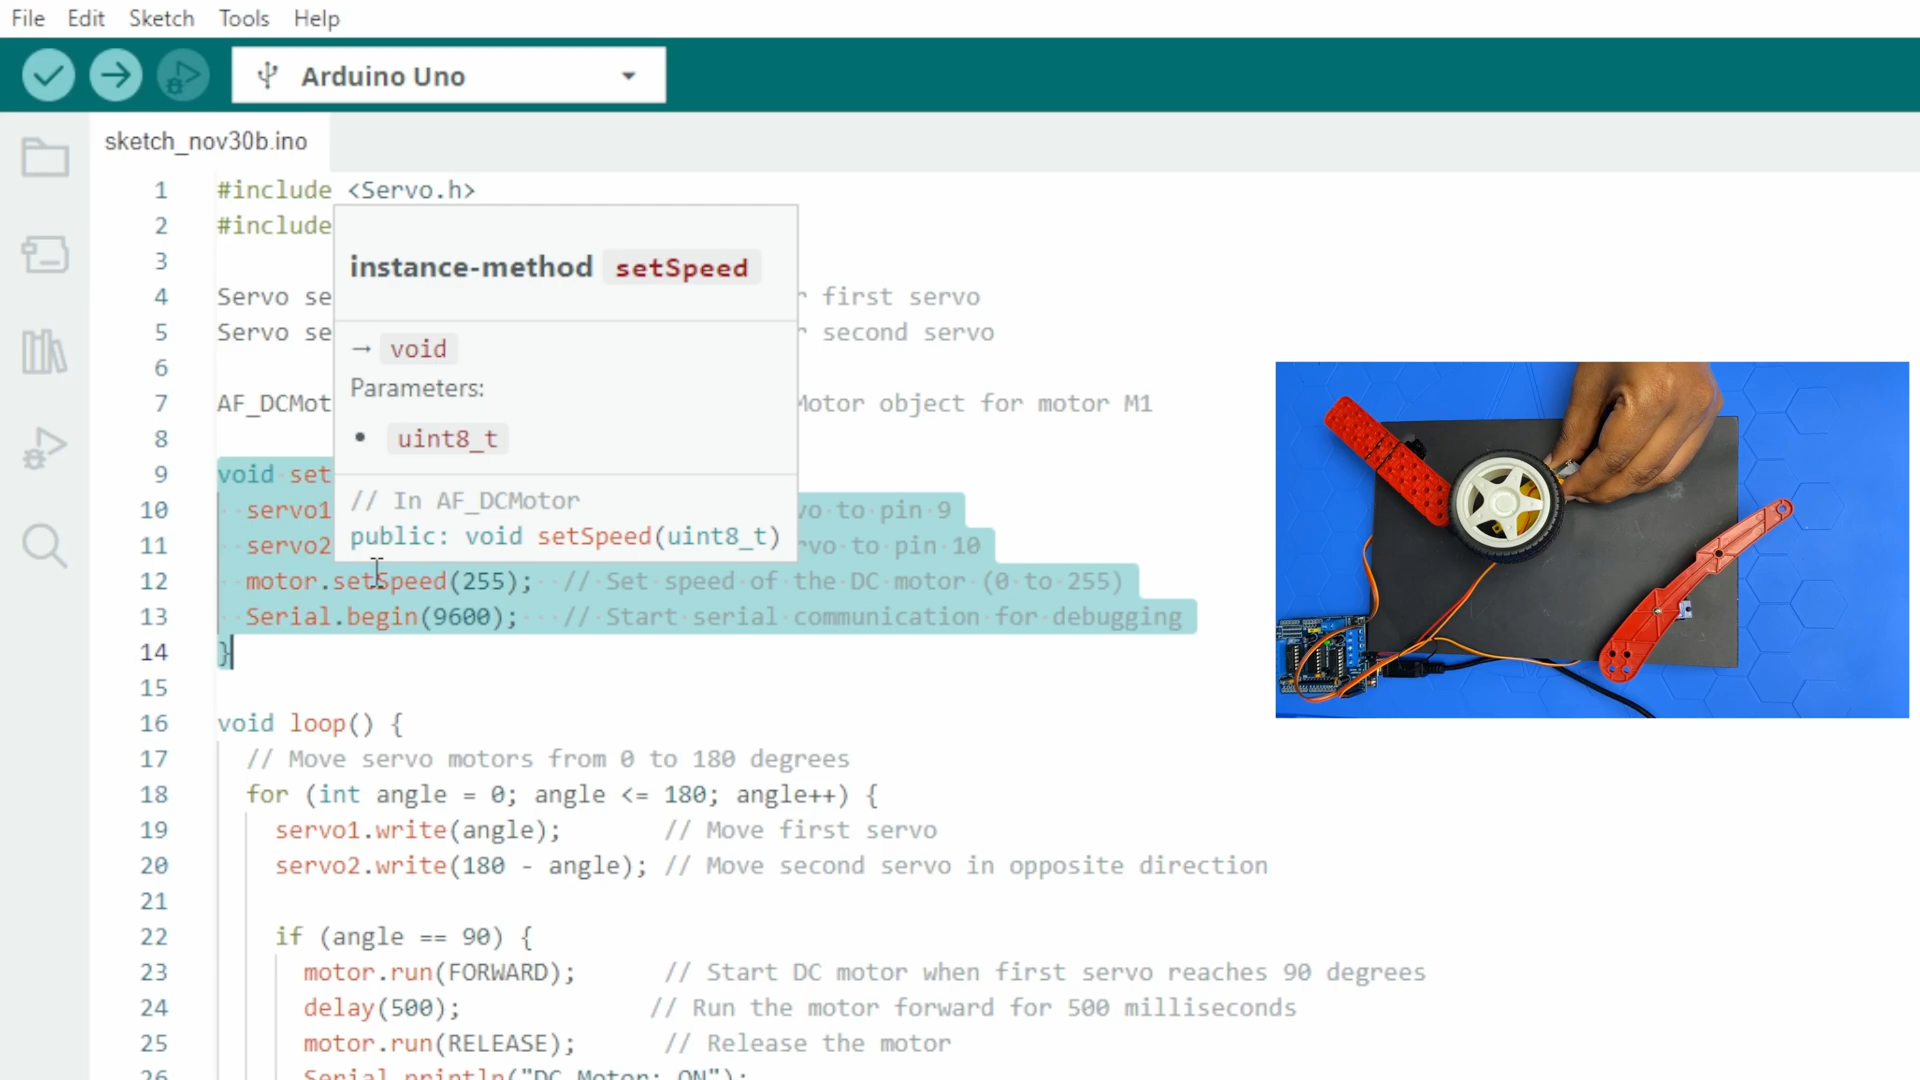 File Edit Sketch Tools Help
Arduino Uno
sketch_nov30b.ino
1 #include <Servo.h>
2 #include
3
4 Servo se first servo
5 Servo se second servo
6
7 AF_DCMot Motor object for motor M1
8
9 void set
10 servo1 vo to pin 9
11 servo2 rvo to pin 10
12 motor.setSpeed(255); // Set speed of the DC motor (0 to 255)
13 Serial.begin(9600); // Start serial communication for debugging
14 }
15
16 void loop() {
17 // Move servo motors from 0 to 180 degrees
18 for (int angle = 0; angle <= 180; angle++) {
19 servo1.write(angle); // Move first servo
20 servo2.write(180 - angle); // Move second servo in opposite direction
21
22 if (angle == 90) {
23 motor.run(FORWARD); // Start DC motor when first servo reaches 90 degrees
24 delay(500); // Run the motor forward for 500 milliseconds
25 motor.run(RELEASE); // Release the motor
26 Serial.println("DC Motor: ON");
instance-method setSpeed
→ void
Parameters:
• uint8_t
// In AF_DCMotor
public: void setSpeed(uint8_t)